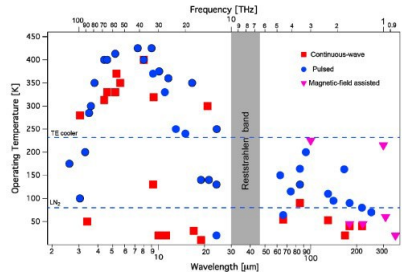 Frequency [THz]
100 90 80 70 60 50 40 30 20 10 9 8 7 6 5 4 3 2 1 0.9
450
400
350
300
250
200
150
100
50
Operating Temperature [K]
Continuous-wave
Pulsed
Magnetic-field assisted
TE cooler
LN2
Reststrahlen band
2 3 4 5 6 7 8 9 10 20 30 40 50 60 70 80 100 200 300
Wavelength [µm]